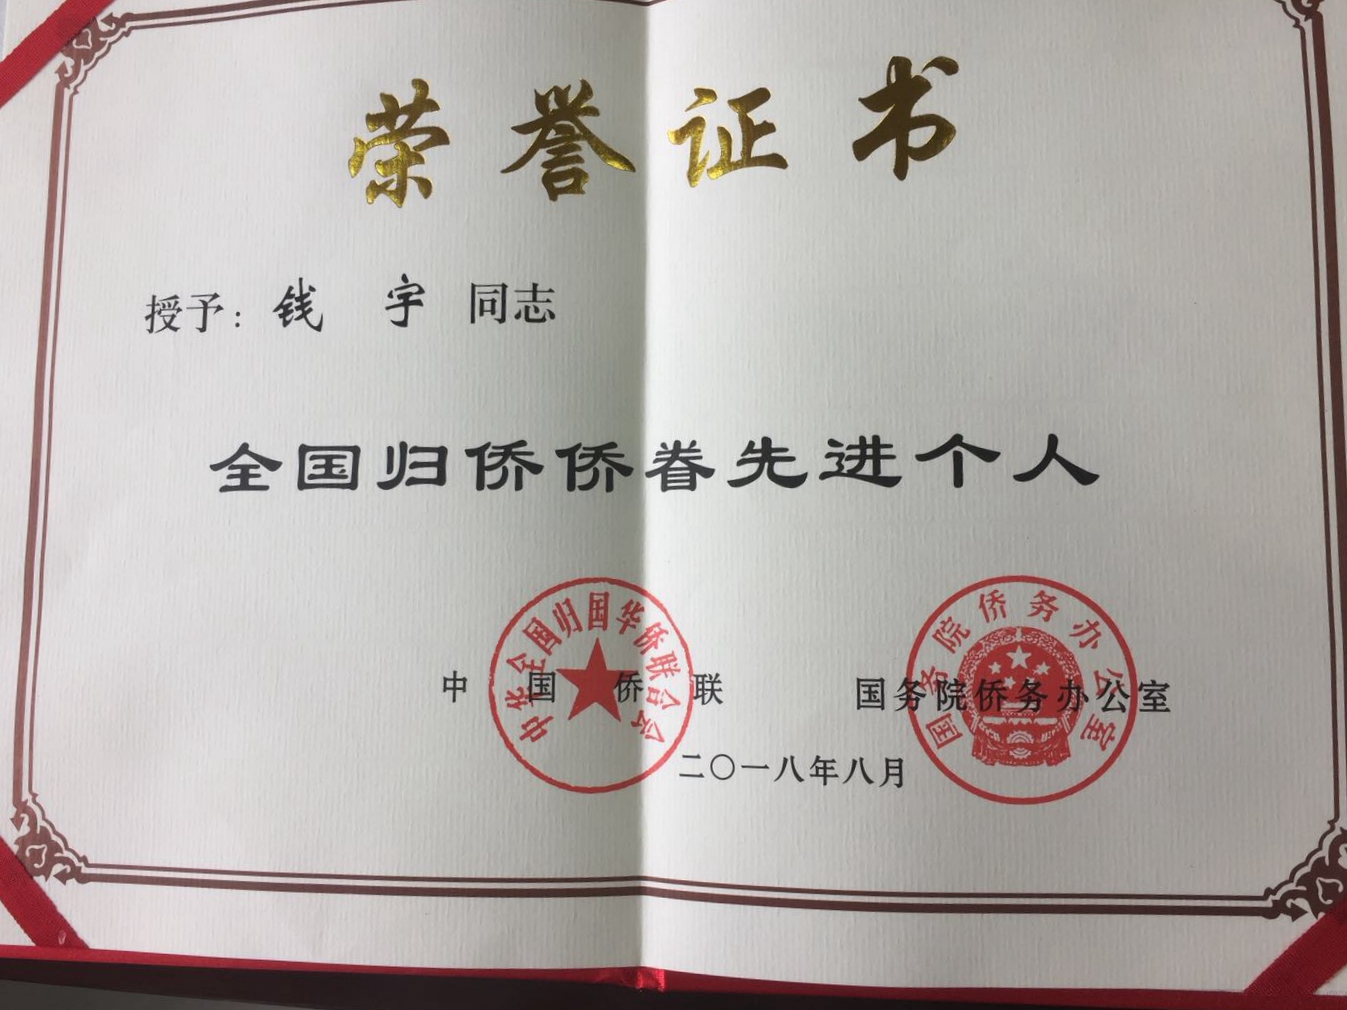 荣誉证书
授予：钱宇同志
全国归侨侨眷先进个人
中华全国归国华侨联合会
国务院侨务办公室
中国侨联 国务院侨务办公室
二〇一八年八月